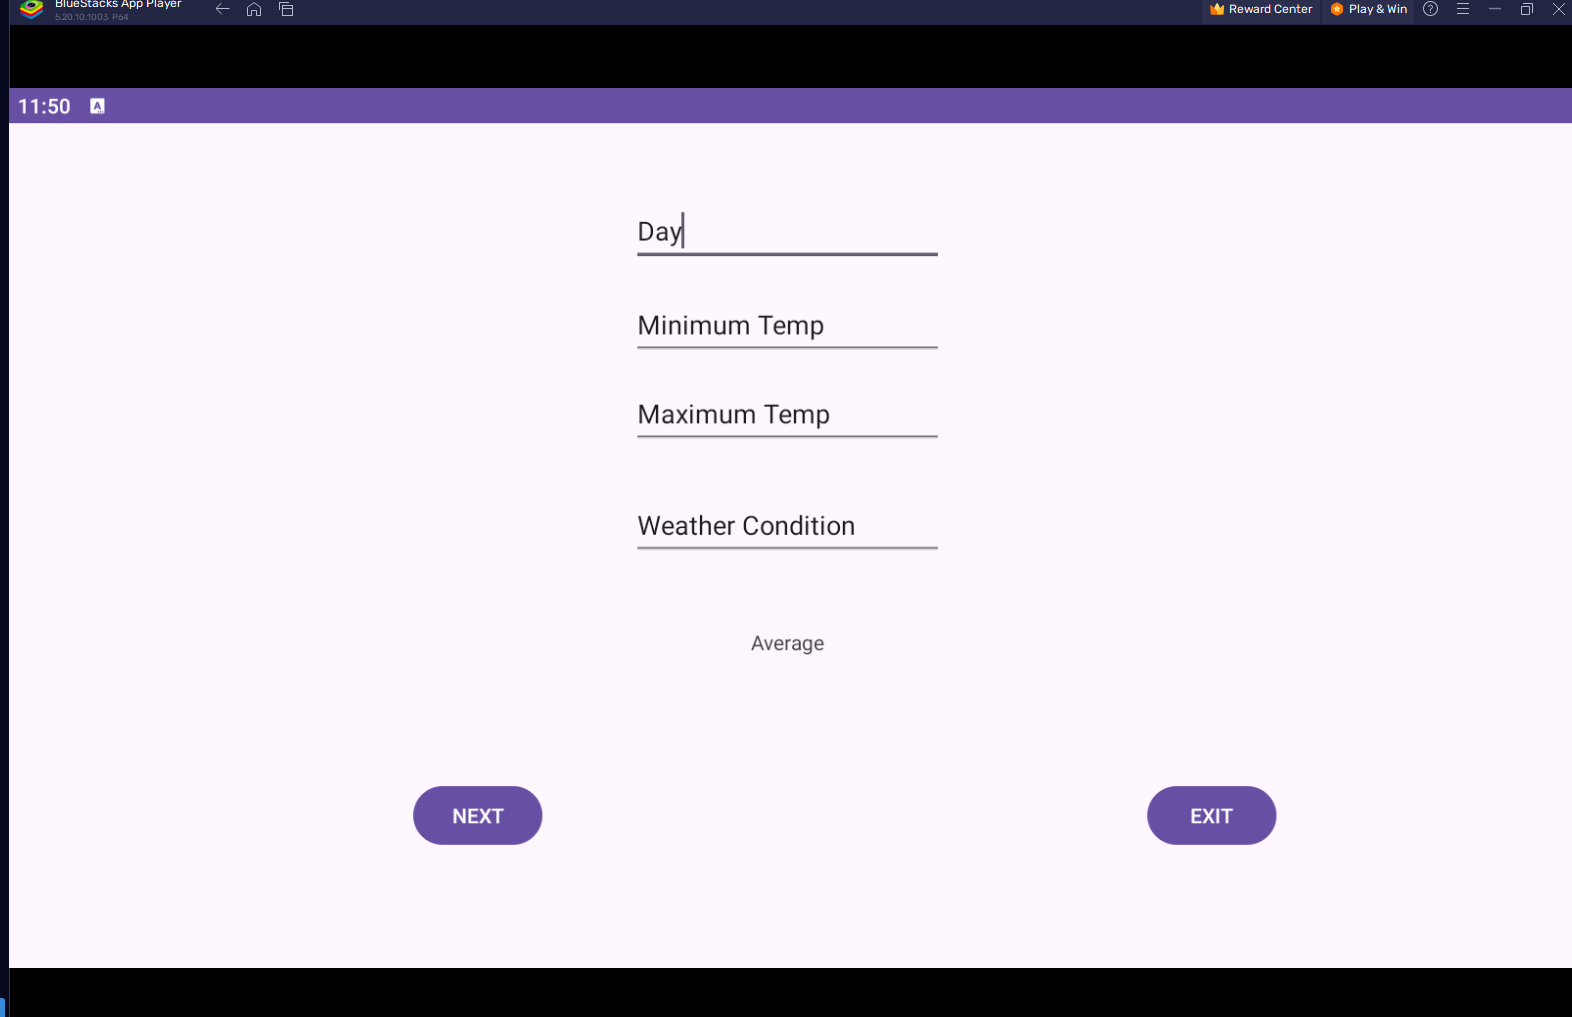 BlueStacks App Player
5.20.10.1003 P64
Reward Center
Play & Win
11:50
Day
Minimum Temp
Maximum Temp
Weather Condition
Average
NEXT
EXIT